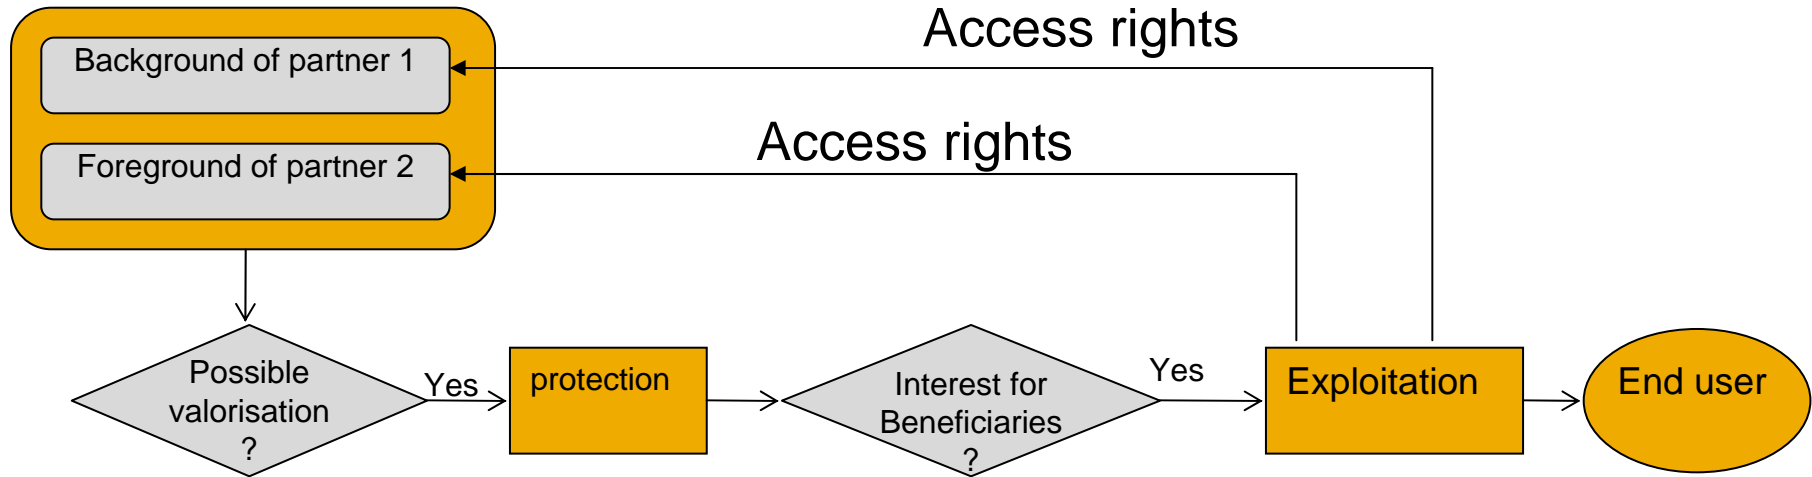 Access rights
Background of partner 1
Access rights
Foreground of partner 2
Possible
valorisation
?
Yes
protection
Interest for
Beneficiaries
?
Yes
Exploitation
End user